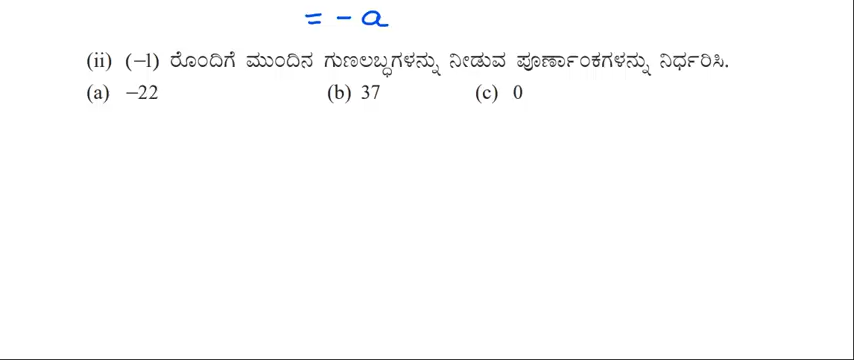 = - a
(ii) (−1) ರೊಂದಿಗೆ ಮುಂದಿನ ಗುಣಲಬ್ಧಗಳನ್ನು ನೀಡುವ ಪೂರ್ಣಾಂಕಗಳನ್ನು ನಿರ್ಧರಿಸಿ.
(a) −22 (b) 37 (c) 0